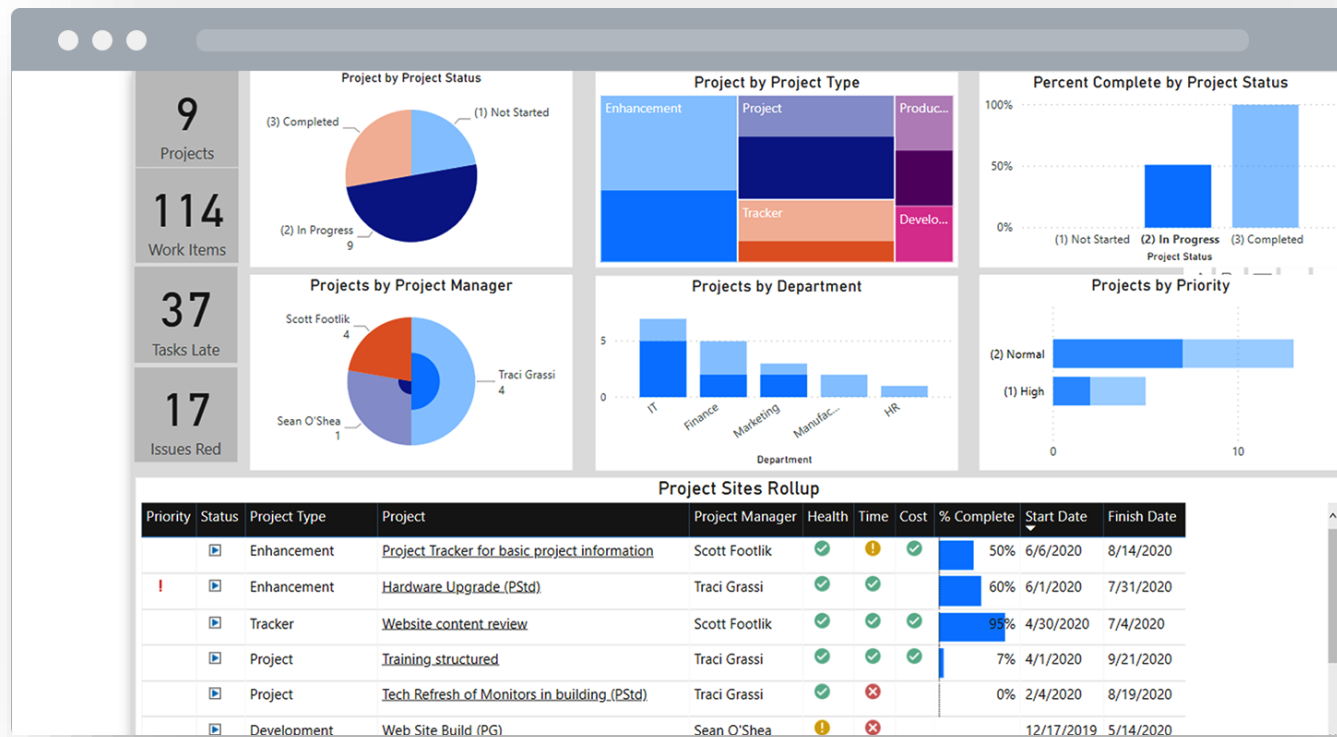 9
Projects
114
Work Items
37
Tasks Late
17
Issues Red
Project by Project Status
(3) Completed
(1) Not Started
(2) In Progress
9
Project by Project Type
Enhancement
Project
Produc...
Tracker
Develo...
Percent Complete by Project Status
100%
50%
0%
(1) Not Started (2) In Progress (3) Completed
Project Status
Projects by Project Manager
Scott Footlik
4
Traci Grassi
4
Sean O'Shea
1
Projects by Department
5
0
IT
Finance
Marketing
Manufac...
HR
Department
Projects by Priority
(2) Normal
(1) High
0 10
Project Sites Rollup
Priority Status Project Type Project Project Manager Health Time Cost % Complete Start Date Finish Date
Enhancement Project Tracker for basic project information Scott Footlik 50% 6/6/2020 8/14/2020
! Enhancement Hardware Upgrade (PStd) Traci Grassi 60% 6/1/2020 7/31/2020
Tracker Website content review Scott Footlik 95% 4/30/2020 7/4/2020
Project Training structured Traci Grassi 7% 4/1/2020 9/21/2020
Project Tech Refresh of Monitors in building (PStd) Traci Grassi 0% 2/4/2020 8/19/2020
Development Web Site Build (PG) Sean O'Shea 12/17/2019 5/14/2020